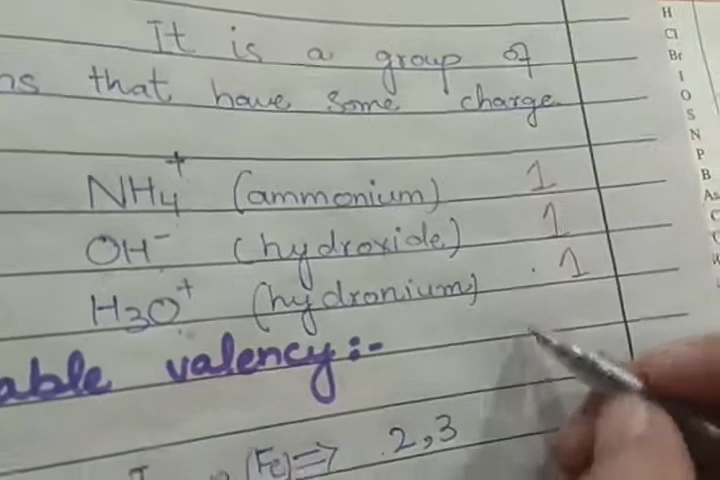 It is a group of
ns that have some charge
NH4+ (ammonium) 1
OH- (hydroxide) 1
H3O+ (hydronium) 1
able valency:-
(Fe) => 2,3
H
Cl
Br
I
O
S
N
P
B
As
C